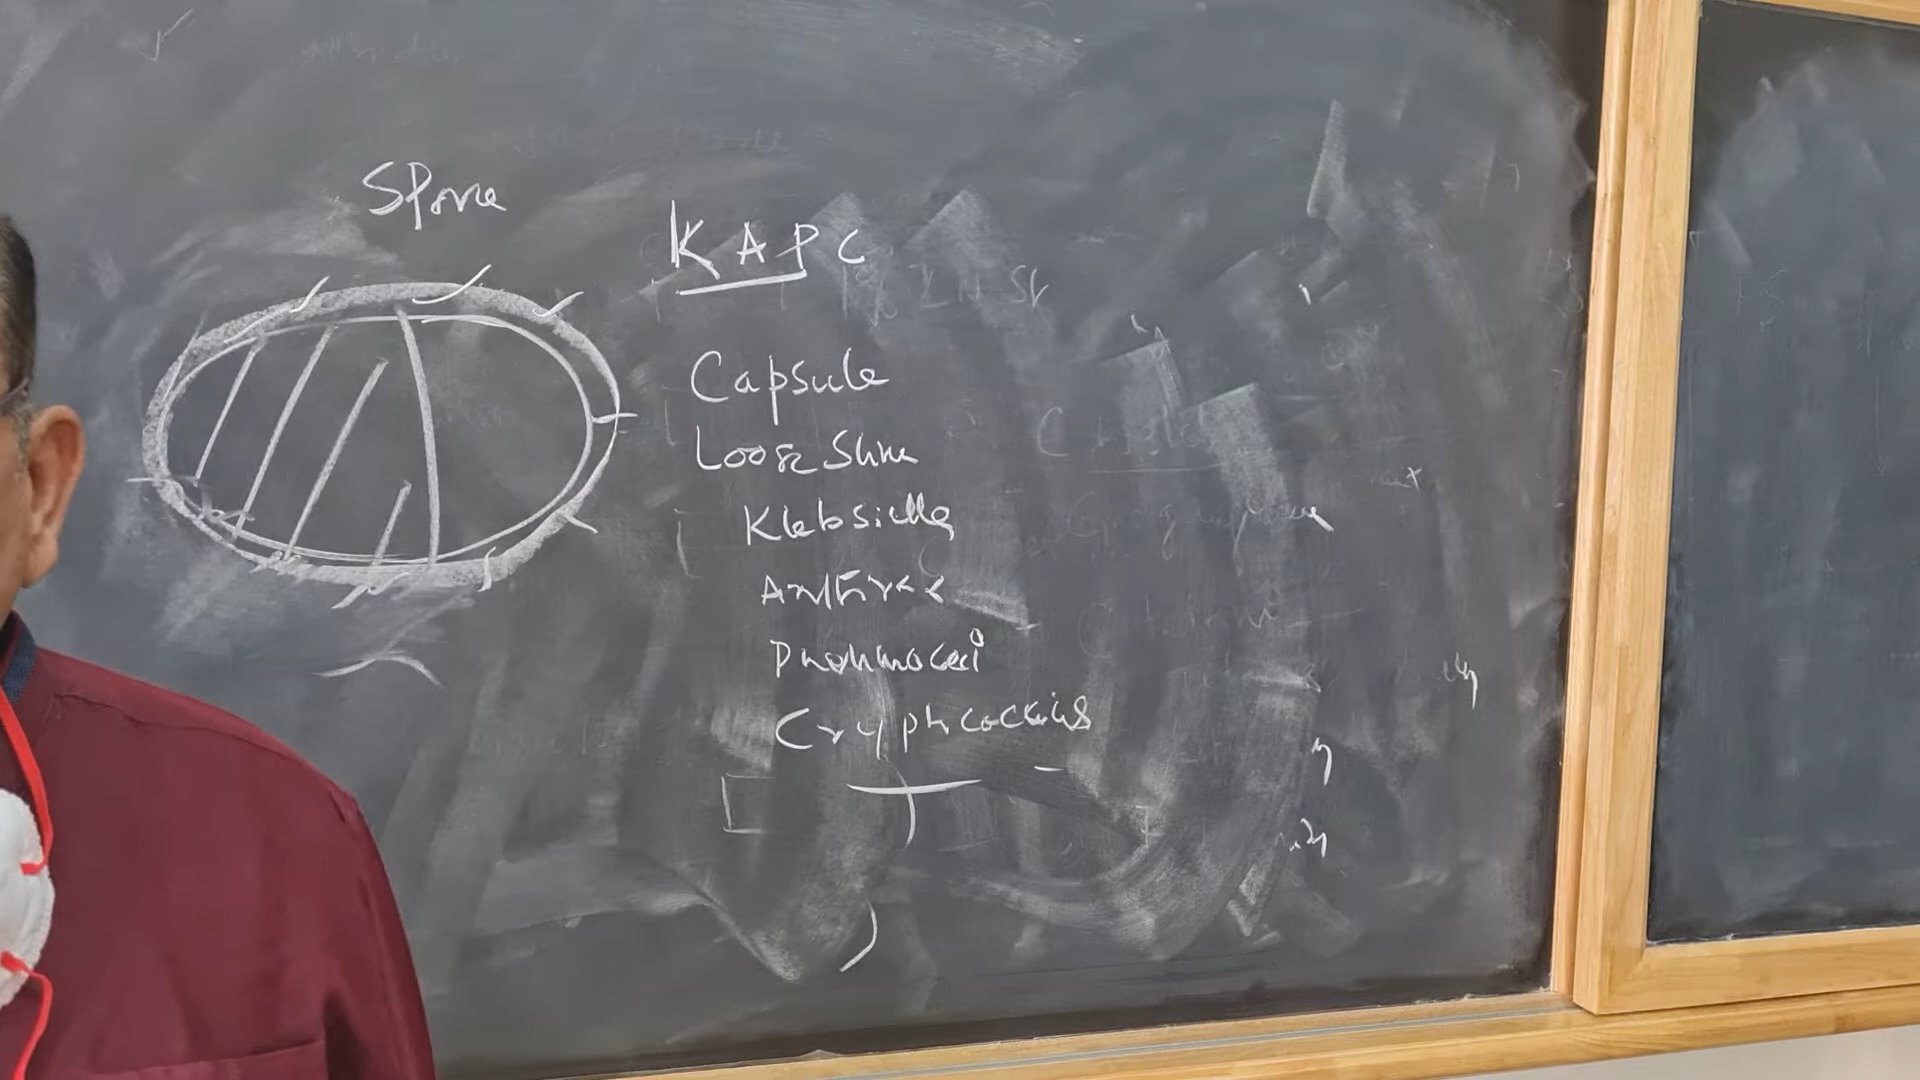 Spore
KAPC
Capsule
Loose Slime
Klebsiella
Anthrax
Pneumococci
Cryptococcus